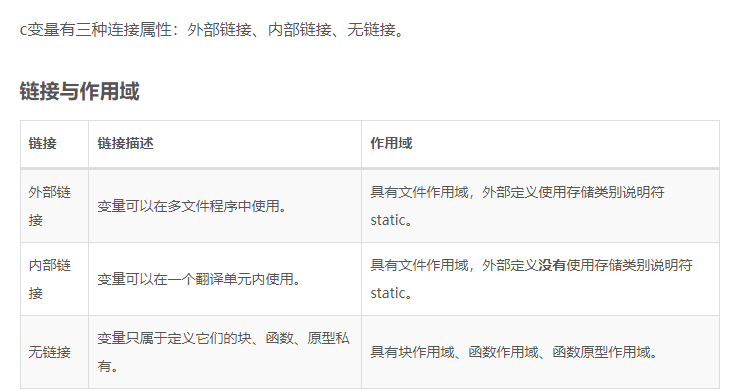 c变量有三种连接属性：外部链接、内部链接、无链接。
链接与作用域
链接 链接描述 作用域
外部链接 变量可以在多文件程序中使用。 具有文件作用域，外部定义使用存储类别说明符static。
内部链接 变量可以在一个翻译单元内使用。 具有文件作用域，外部定义没有使用存储类别说明符static。
无链接 变量只属于定义它们的块、函数、原型私有。 具有块作用域、函数作用域、函数原型作用域。